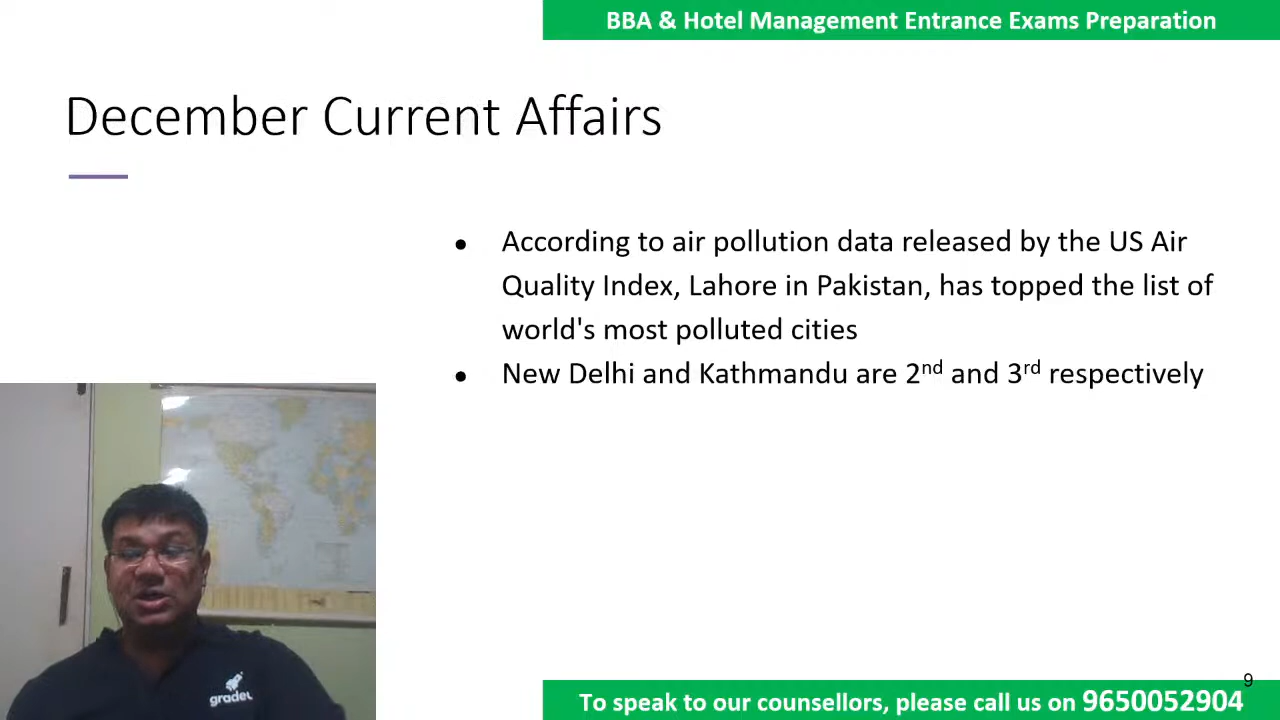 BBA & Hotel Management Entrance Exams Preparation
December Current Affairs
• According to air pollution data released by the US Air
Quality Index, Lahore in Pakistan, has topped the list of
world's most polluted cities
• New Delhi and Kathmandu are 2nd and 3rd respectively
9
To speak to our counsellors, please call us on 9650052904